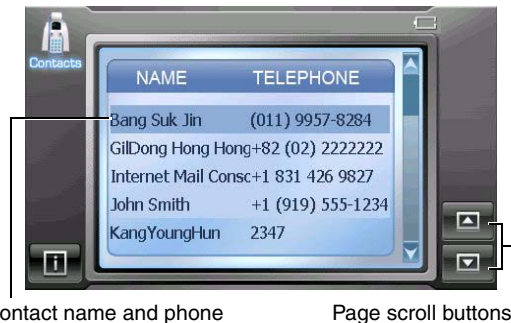 Contacts
NAME TELEPHONE
Bang Suk Jin (011) 9957-8284
GilDong Hong Hong +82 (02) 2222222
Internet Mail Consc +1 831 426 9827
John Smith +1 (919) 555-1234
KangYoungHun 2347
i
ontact name and phone Page scroll buttons